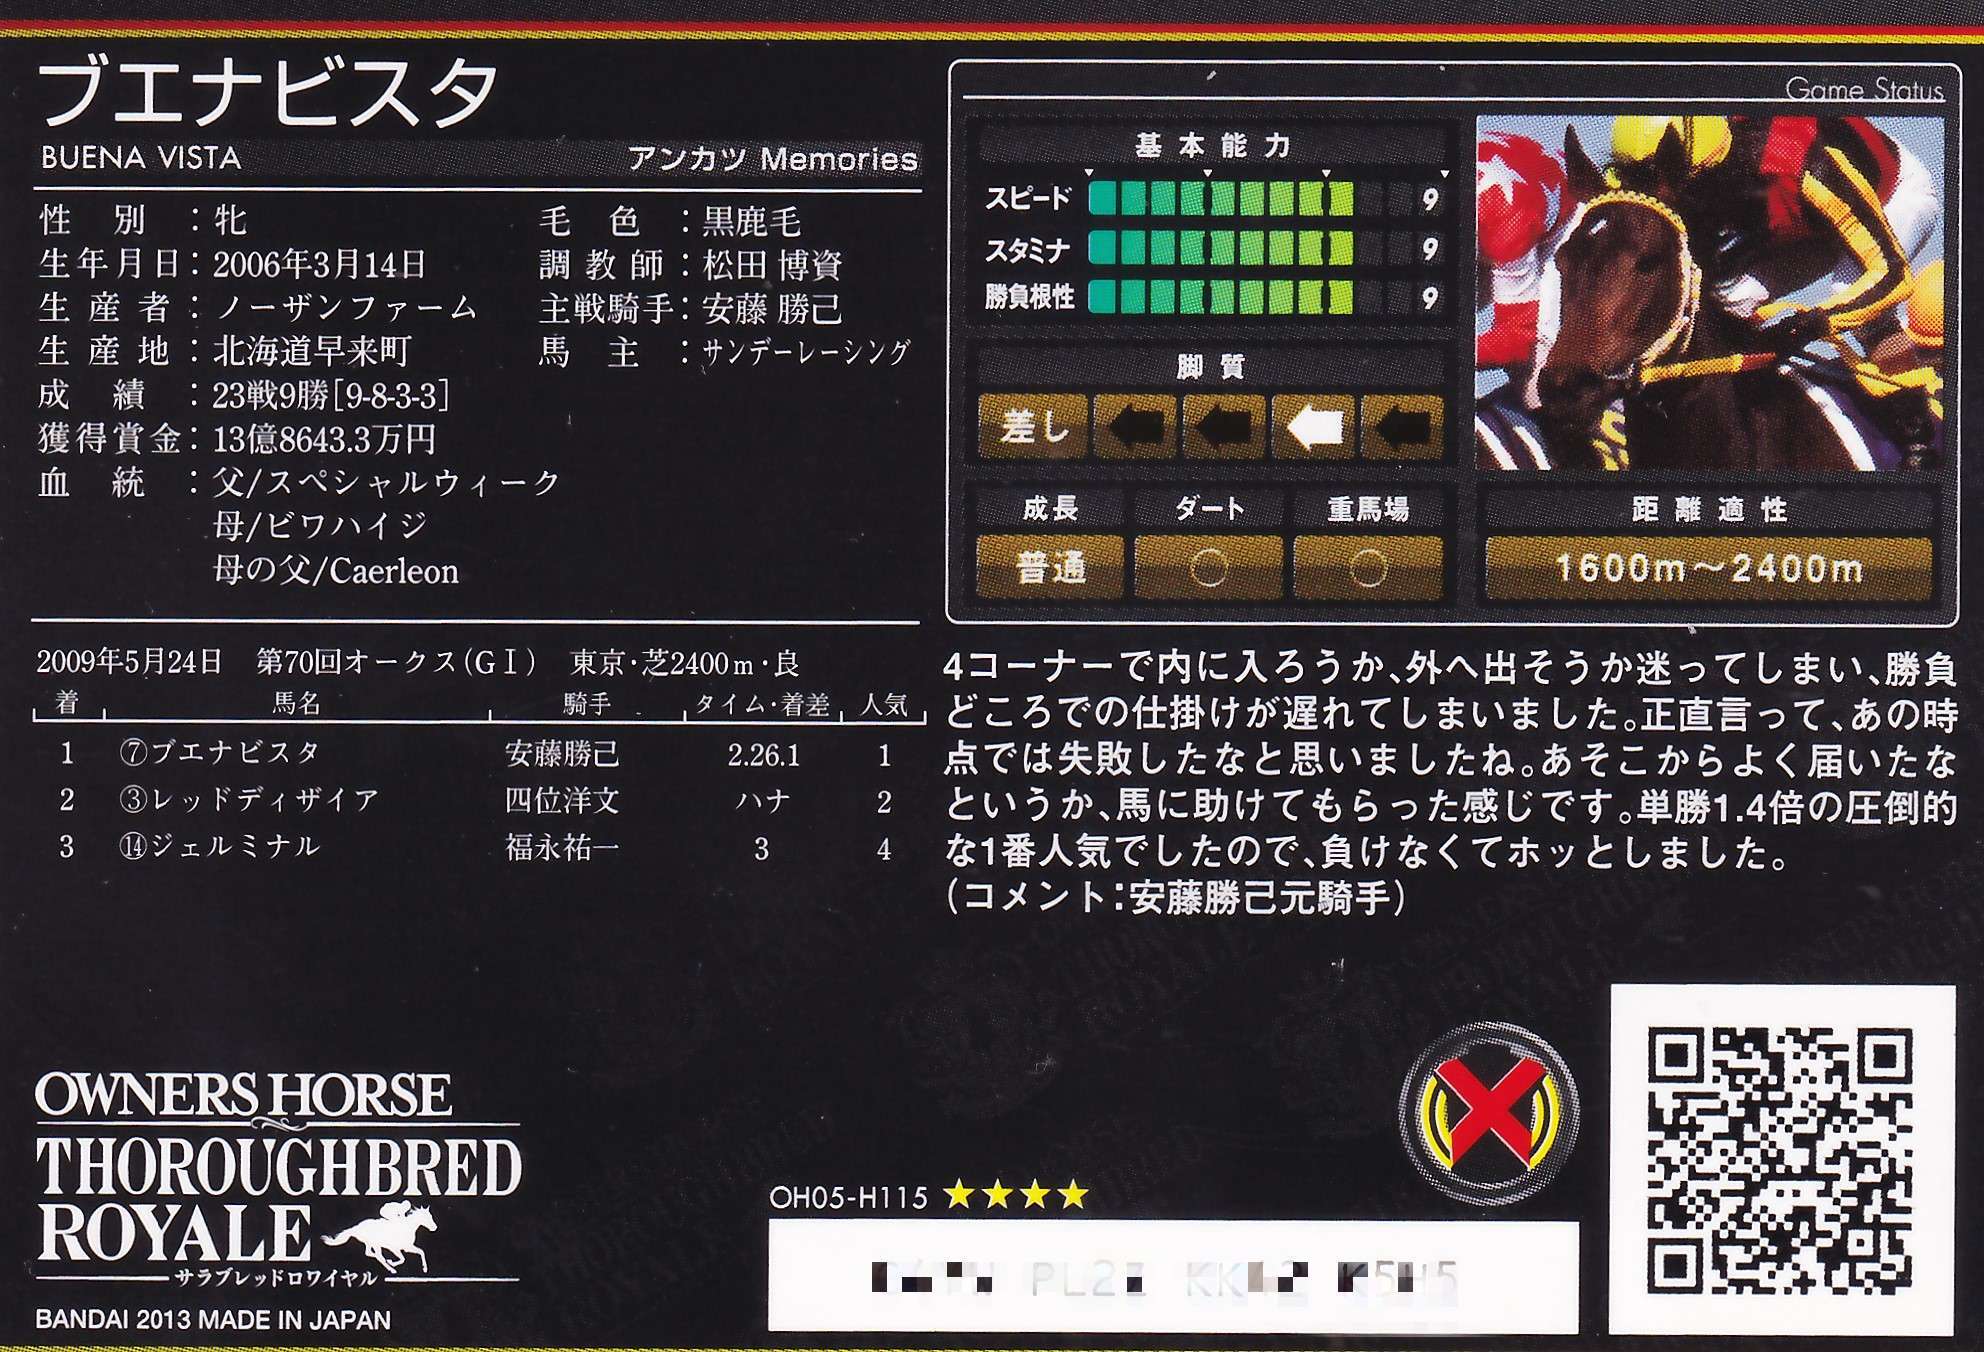 ブエナビスタ
BUENA VISTA
アンカツ Memories
性別：牝
毛色：黒鹿毛
生年月日：2006年3月14日
調教師：松田 博資
生産者：ノーザンファーム
主戦騎手：安藤 勝己
生産地：北海道早来町
馬主：サンデーレーシング
成績：23戦9勝[9-8-3-3]
獲得賞金：13億8643.3万円
血統：父/スペシャルウィーク
母/ビワハイジ
母の父/Caerleon
2009年5月24日 第70回オークス(GⅠ) 東京・芝2400m・良
着 馬名 騎手 タイム・着差 人気
1 ⑦ブエナビスタ 安藤勝己 2.26.1 1
2 ③レッドディザイア 四位洋文 ハナ 2
3 ⑭ジェルミナル 福永祐一 3 4
Game Status
基本能力
スピード 9
スタミナ 9
勝負根性 9
脚質
差し
成長 ダート 重馬場 距離適性
普通 ○ ○ 1600m～2400m
4コーナーで内に入ろうか、外へ出そうか迷ってしまい、勝負
どころでの仕掛けが遅れてしまいました。正直言って、あの時
点では失敗したなと思いましたね。あそこからよく届いたな
というか、馬に助けてもらった感じです。単勝1.4倍の圧倒的
な1番人気でしたので、負けなくてホッとしました。
(コメント：安藤勝己元騎手)
OWNERS HORSE
THOROUGHBRED
ROYALE
サラブレッドロワイヤル
BANDAI 2013 MADE IN JAPAN
OH05-H115 ★★★★